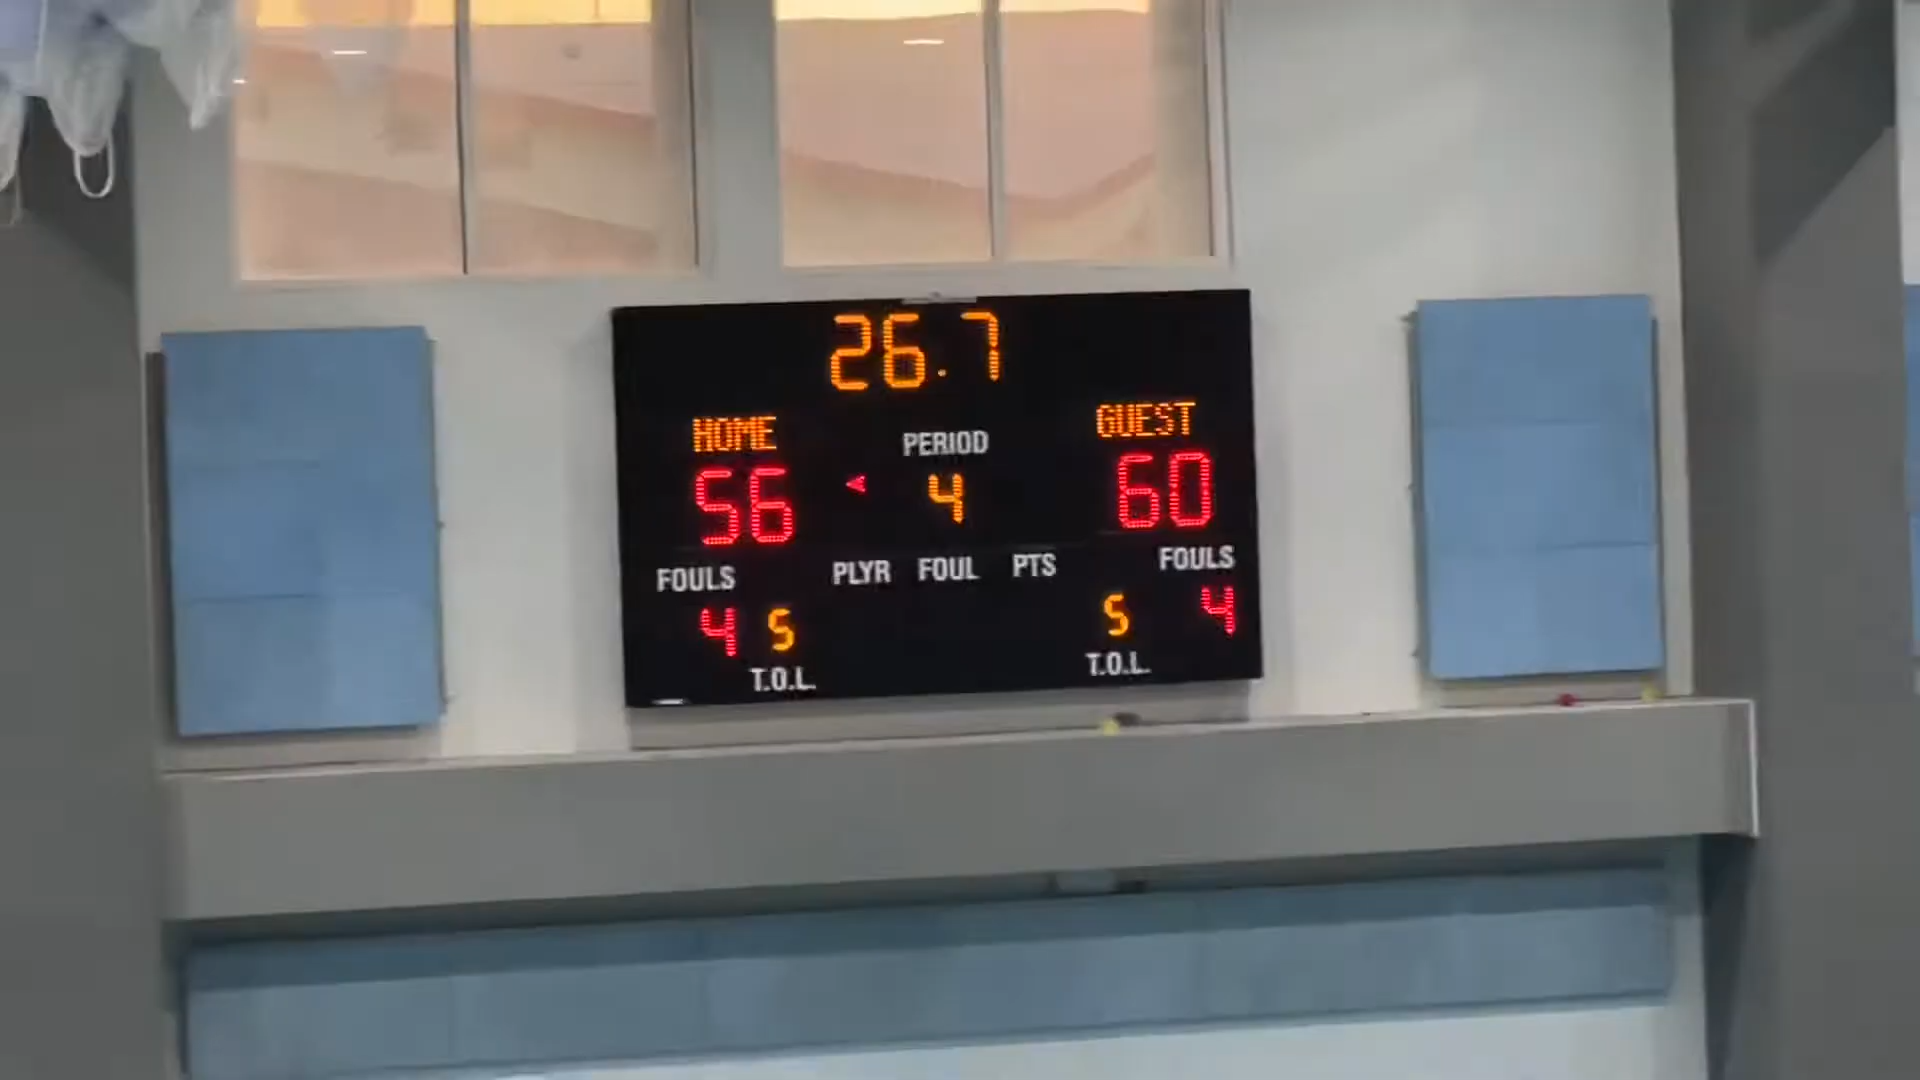 26.7
HOME GUEST
PERIOD
56 4 60
FOULS PLYR FOUL PTS FOULS
4 5 5 4
T.O.L. T.O.L.